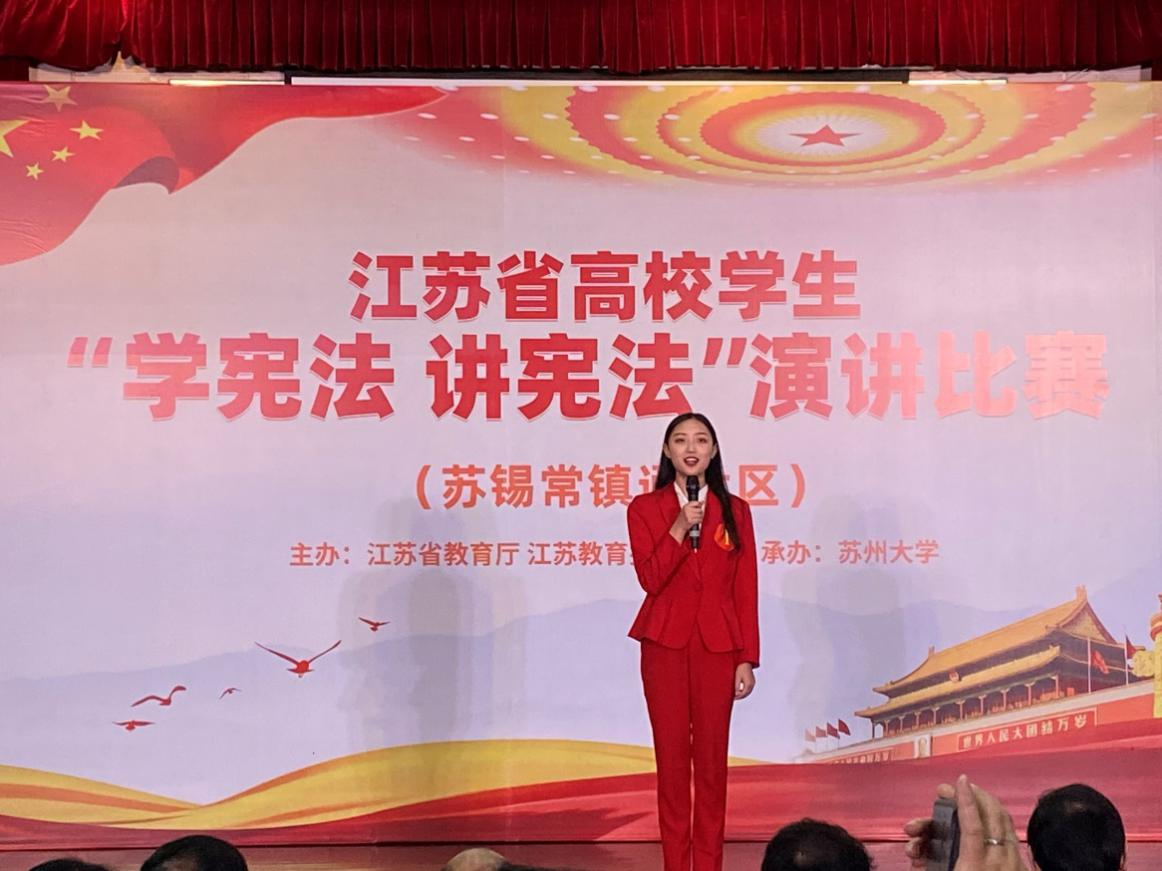 江苏省高校学生
“学宪法 讲宪法”演讲比赛
（苏锡常镇 区）
主办：江苏省教育厅 江苏教育 承办：苏州大学
世界人民大团结万岁